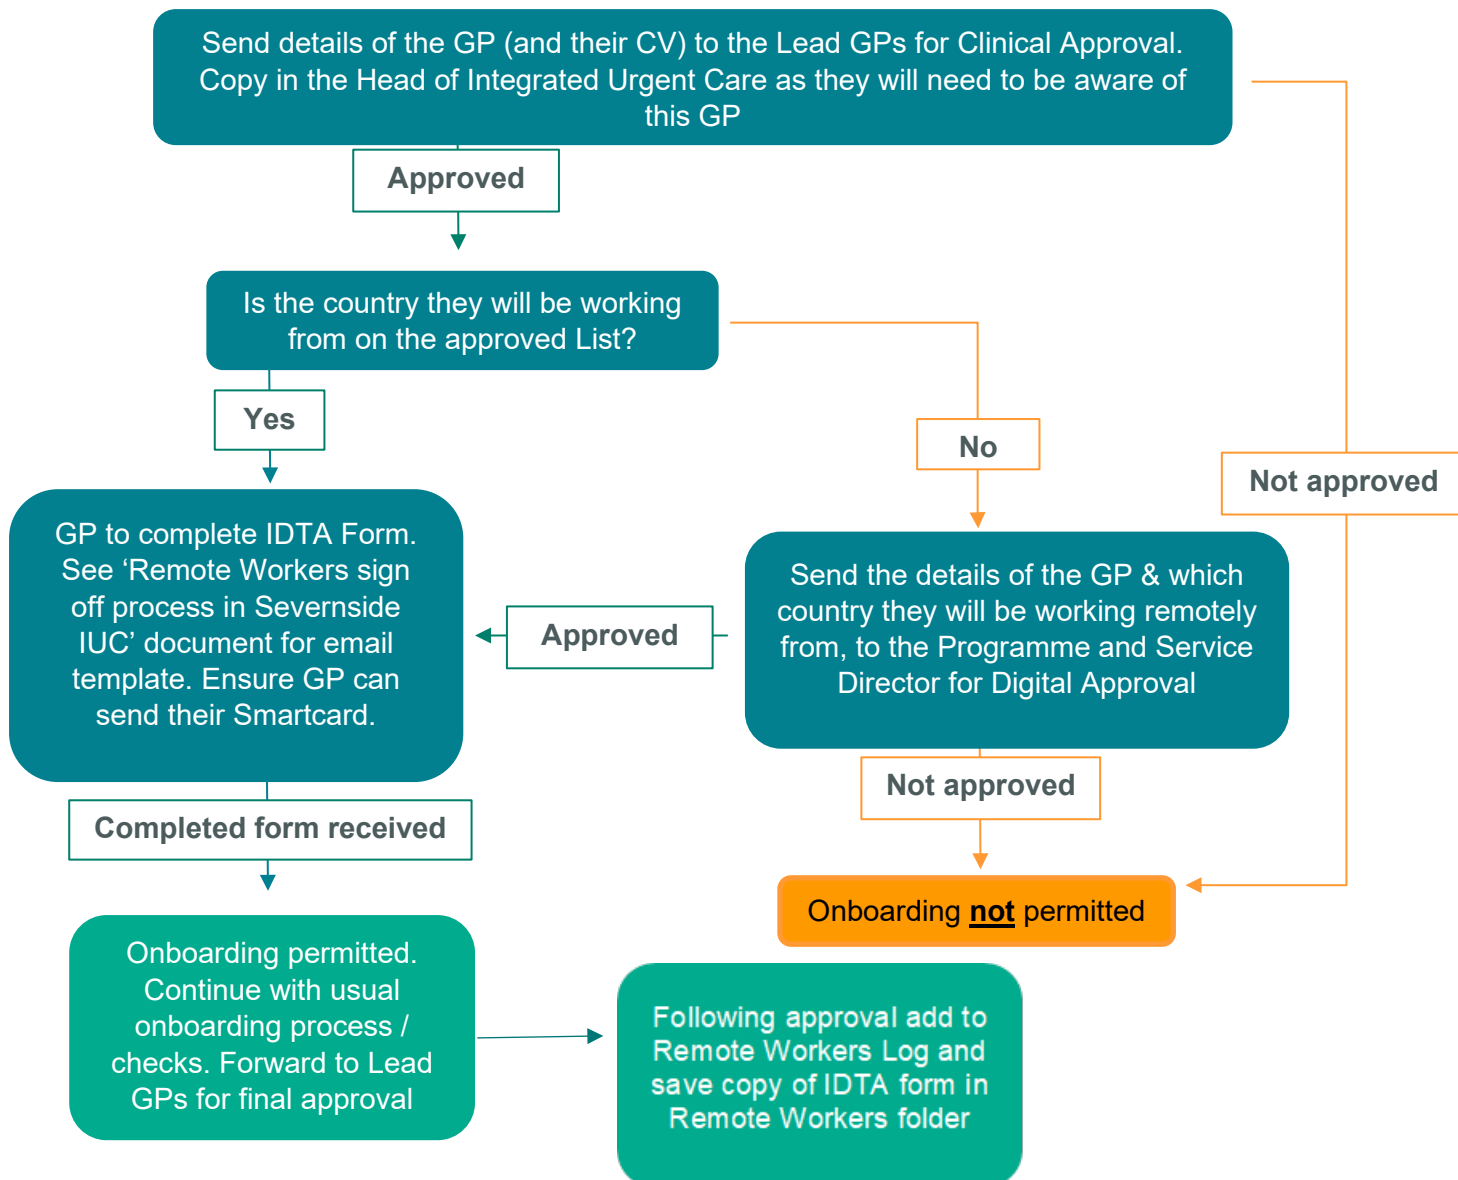 Send details of the GP (and their CV) to the Lead GPs for Clinical Approval.
Copy in the Head of Integrated Urgent Care as they will need to be aware of
this GP
Approved
Is the country they will be working
from on the approved List?
Yes
No
Not approved
GP to complete IDTA Form.
See ‘Remote Workers sign
off process in Severnside
IUC’ document for email
template. Ensure GP can
send their Smartcard.
Approved
Send the details of the GP & which
country they will be working remotely
from, to the Programme and Service
Director for Digital Approval
Not approved
Completed form received
Onboarding not permitted
Onboarding permitted.
Continue with usual
onboarding process /
checks. Forward to Lead
GPs for final approval
Following approval add to
Remote Workers Log and
save copy of IDTA form in
Remote Workers folder